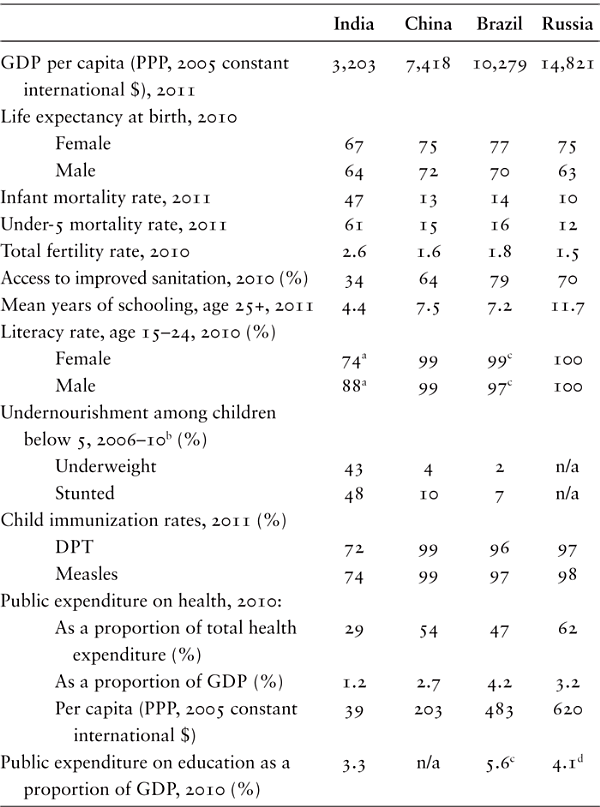 India China Brazil Russia
GDP per capita (PPP, 2005 constant 3,203 7,418 10,279 14,821
international $), 2011
Life expectancy at birth, 2010
Female 67 75 77 75
Male 64 72 70 63
Infant mortality rate, 2011 47 13 14 10
Under-5 mortality rate, 2011 61 15 16 12
Total fertility rate, 2010 2.6 1.6 1.8 1.5
Access to improved sanitation, 2010 (%) 34 64 79 70
Mean years of schooling, age 25+, 2011 4.4 7.5 7.2 11.7
Literacy rate, age 15–24, 2010 (%)
Female 74a 99 99c 100
Male 88a 99 97c 100
Undernourishment among children
below 5, 2006–10b (%)
Underweight 43 4 2 n/a
Stunted 48 10 7 n/a
Child immunization rates, 2011 (%)
DPT 72 99 96 97
Measles 74 99 97 98
Public expenditure on health, 2010:
As a proportion of total health 29 54 47 62
expenditure (%)
As a proportion of GDP (%) 1.2 2.7 4.2 3.2
Per capita (PPP, 2005 constant 39 203 483 620
international $)
Public expenditure on education as a 3.3 n/a 5.6c 4.1d
proportion of GDP, 2010 (%)